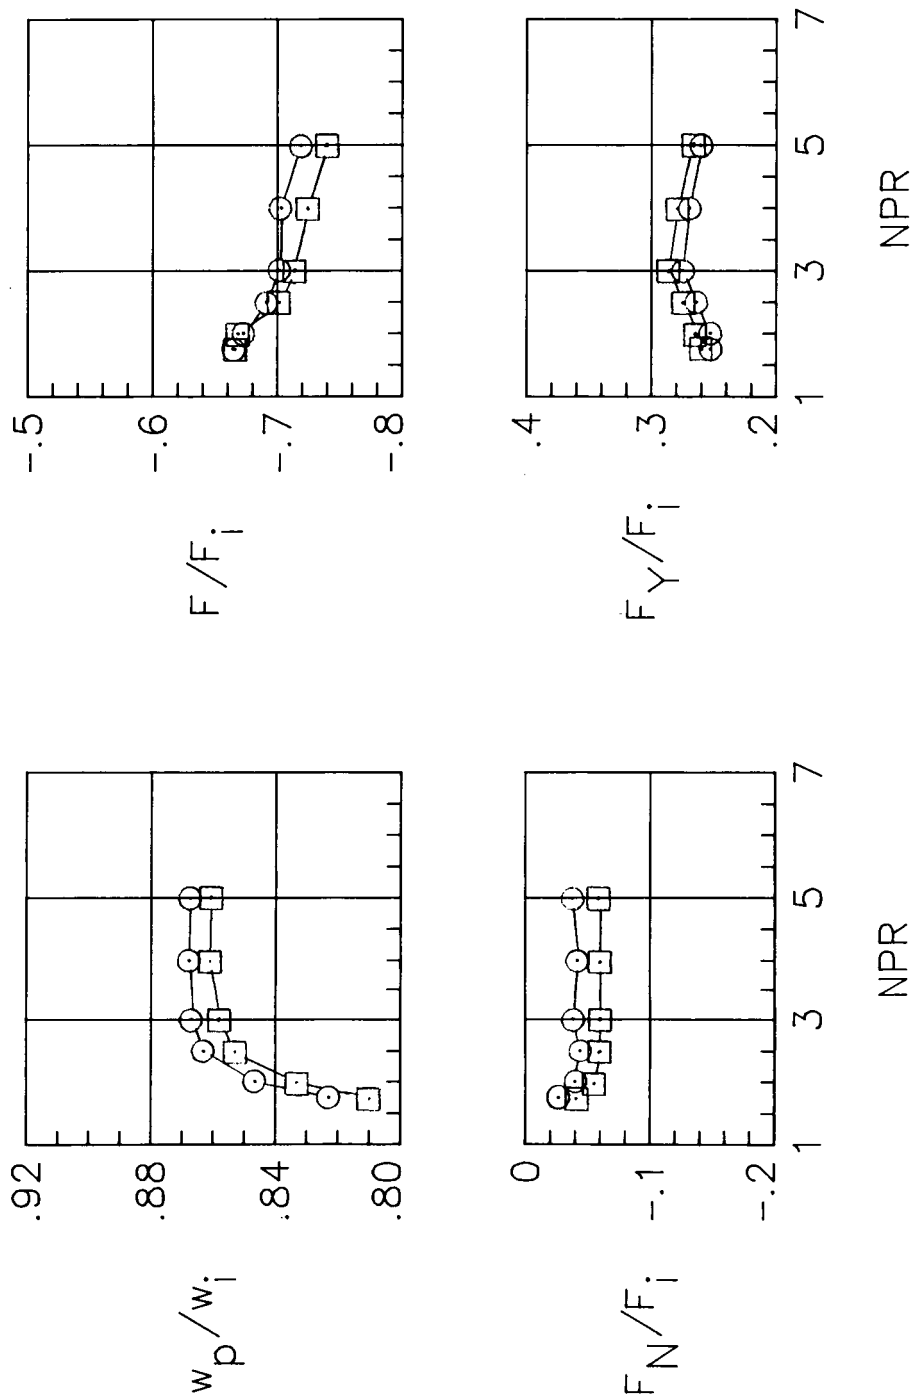 .92
.88
w_p/w_i
.84
.80
-.5
-.6
F/F_i
-.7
-.8
0
F_N/F_i
-.1
-.2
1 3 5 7
NPR
.4
F_Y/F_i
.3
.2
1 3 5 7
NPR